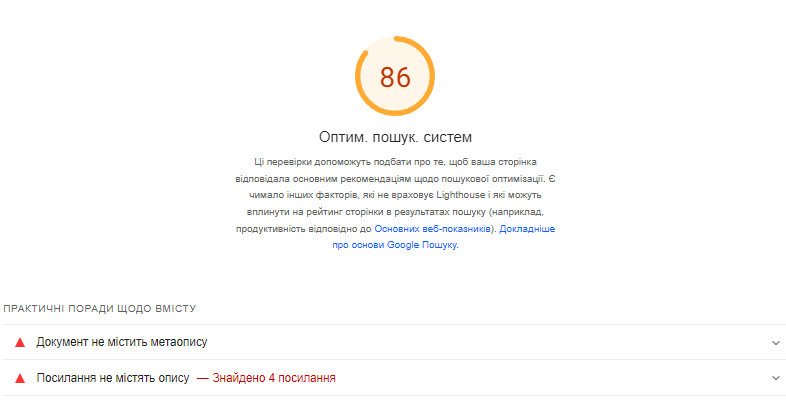 86
Оптим. пошук. систем
Ці перевірки допоможуть подбати про те, щоб ваша сторінка
відповідала основним рекомендаціям щодо пошукової оптимізації. Є
чимало інших факторів, які не враховує Lighthouse і які можуть
вплинути на рейтинг сторінки в результатах пошуку (наприклад,
продуктивність відповідно до Основних веб-показників). Докладніше
про основи Google Пошуку.
ПРАКТИЧНІ ПОРАДИ ЩОДО ВМІСТУ
Документ не містить метаопису
Посилання не містять опису — Знайдено 4 посилання